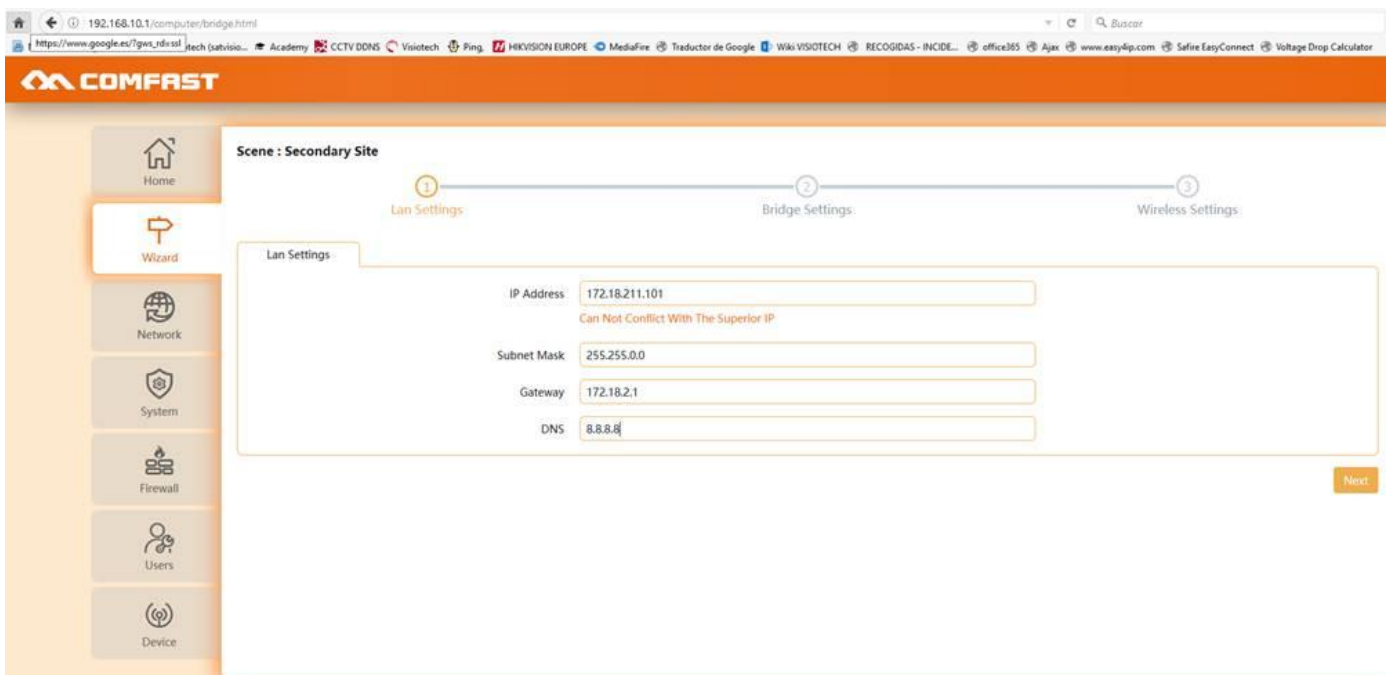 192.168.10.1/computer/bridge.html
Buscar
https://www.google.es/?gws_rd=ssl
tech (satvisio... Academy CCTV DDNS Visiotech Ping, HIKVISION EUROPE MediaFire Traductor de Google Wiki VISIOTECH RECOGIDAS - INCIDE... office365 Ajax www.easy4ip.com Safire EasyConnect Voltage Drop Calculator
COMFAST
Home
Wizard
Network
System
Firewall
Users
Device
Scene : Secondary Site
1 2 3
Lan Settings Bridge Settings Wireless Settings
Lan Settings
IP Address 172.18.211.101
Can Not Conflict With The Superior IP
Subnet Mask 255.255.0.0
Gateway 172.18.2.1
DNS 8.8.8.8
Next